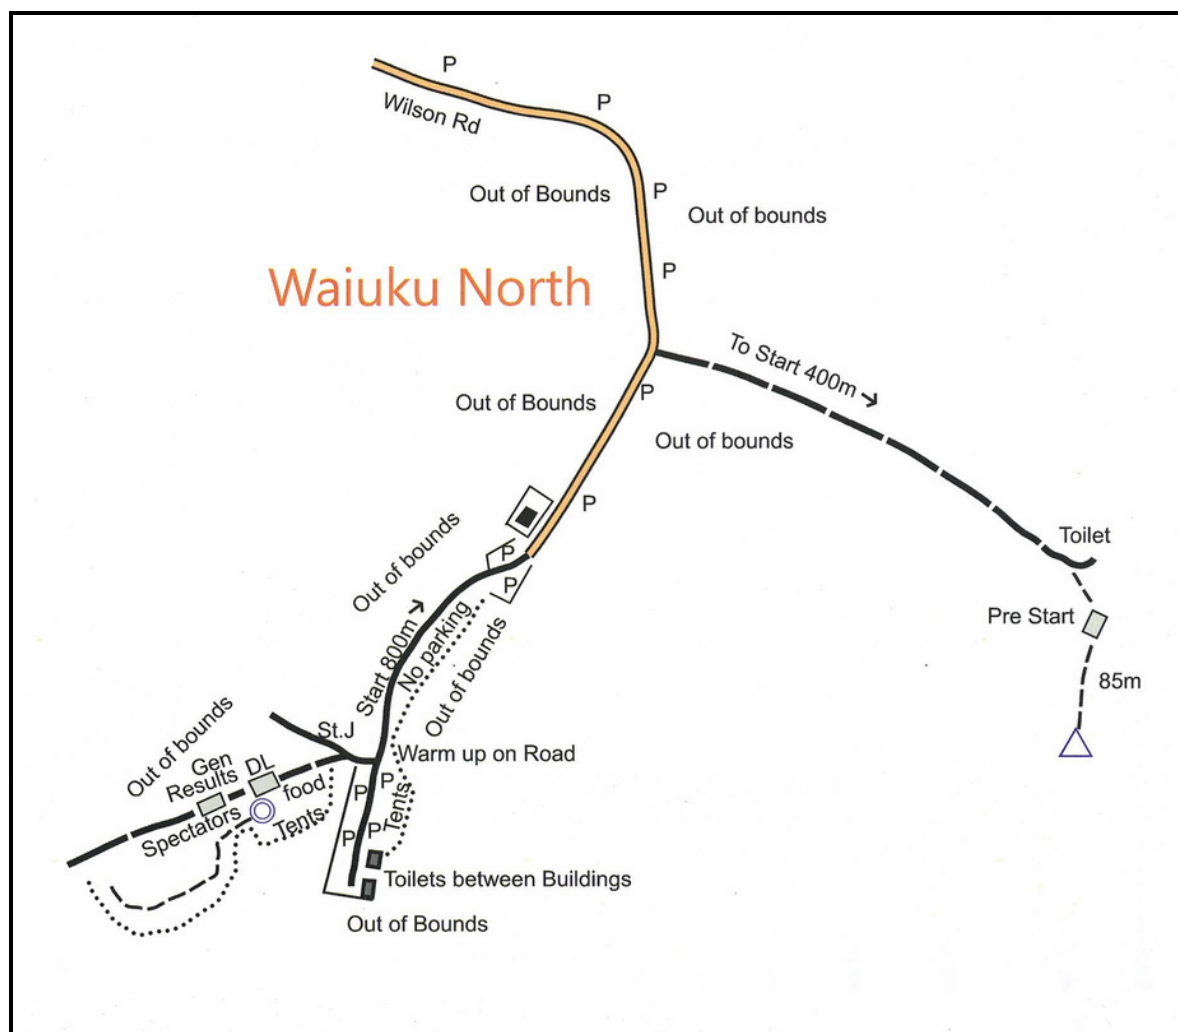 P
P
Wilson Rd
Out of Bounds
P
Out of bounds
P
Waiuku North
To Start 400m
P
Out of Bounds
Out of bounds
P
Out of bounds
P
P
Toilet
Pre Start
Start 800m
No parking
Out of bounds
85m
St.J
Warm up on Road
Out of bounds
Gen
Results
DL
food
Spectators
Tents
P
P
P
P
Tents
Toilets between Buildings
Out of Bounds